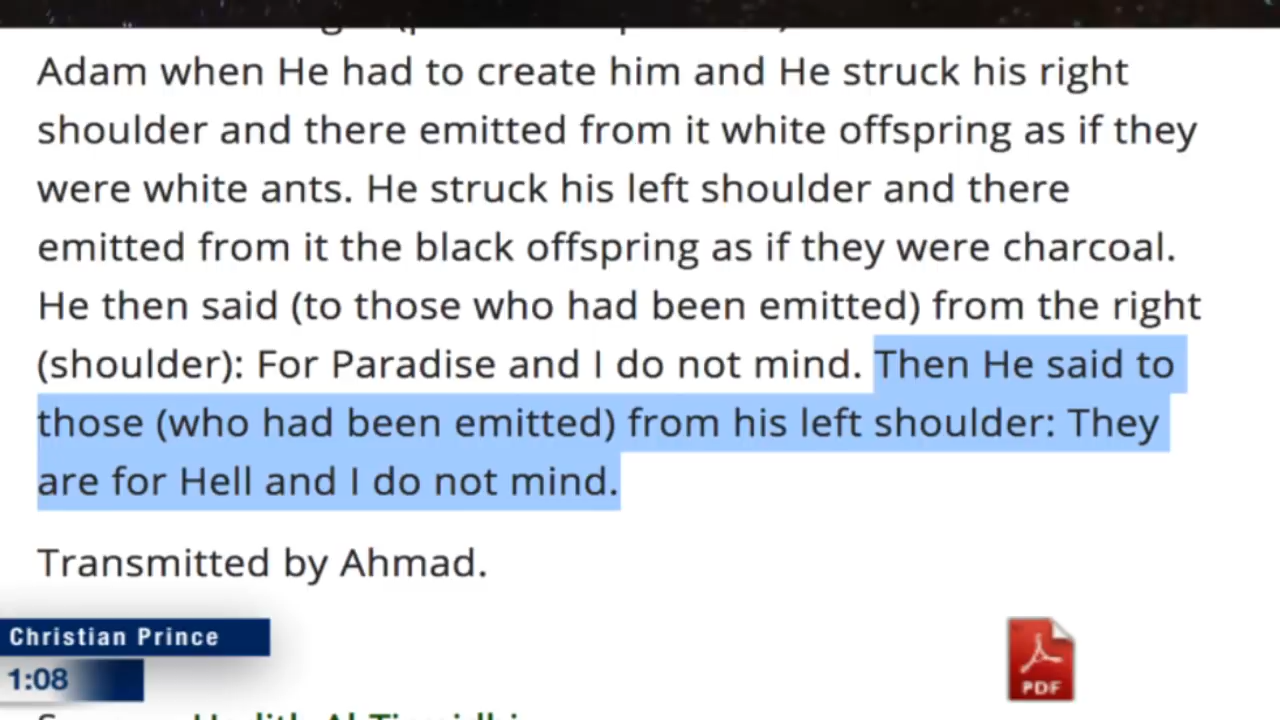 Adam when He had to create him and He struck his right
shoulder and there emitted from it white offspring as if they
were white ants. He struck his left shoulder and there
emitted from it the black offspring as if they were charcoal.
He then said (to those who had been emitted) from the right
(shoulder): For Paradise and I do not mind. Then He said to
those (who had been emitted) from his left shoulder: They
are for Hell and I do not mind.
Transmitted by Ahmad.
Christian Prince
1:08
PDF